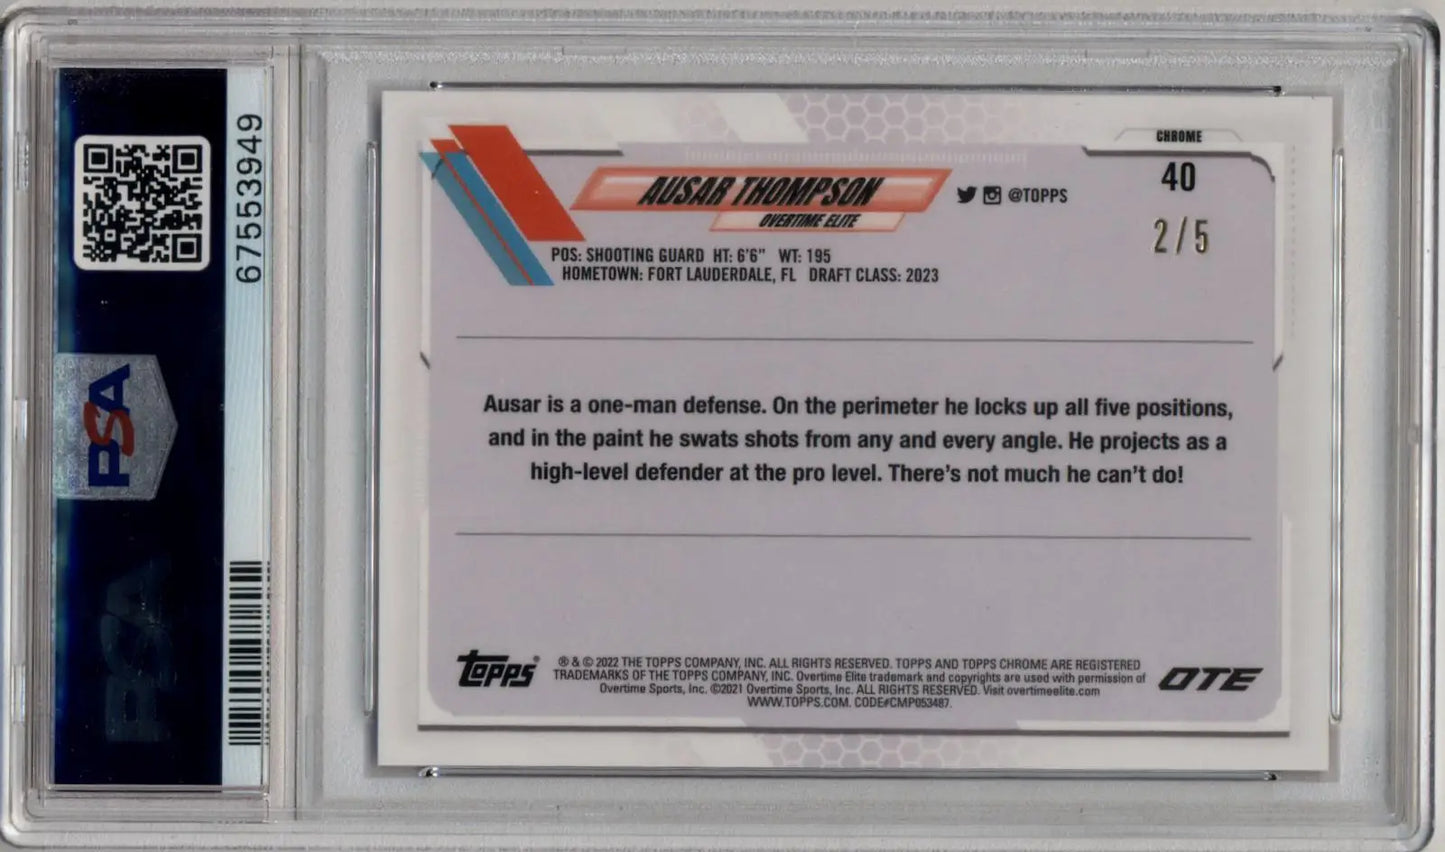 67553949
PSA
PSA
CHROME
40
2/5
AUSAR THOMPSON
OVERTIME ELITE
@TOPPS
POS: SHOOTING GUARD HT: 6'6" WT: 195
HOMETOWN: FORT LAUDERDALE, FL DRAFT CLASS: 2023
Ausar is a one-man defense. On the perimeter he locks up all five positions,
and in the paint he swats shots from any and every angle. He projects as a
high-level defender at the pro level. There's not much he can't do!
Topps®
® & © 2022 THE TOPPS COMPANY, INC. ALL RIGHTS RESERVED. TOPPS AND TOPPS CHROME ARE REGISTERED
TRADEMARKS OF THE TOPPS COMPANY, INC. Overtime Elite trademark and copyrights are used with permission of
Overtime Sports, Inc. ©2021 Overtime Sports, Inc. ALL RIGHTS RESERVED. Visit overtimeelite.com
WWW.TOPPS.COM. CODE#CMP053487.
OTE